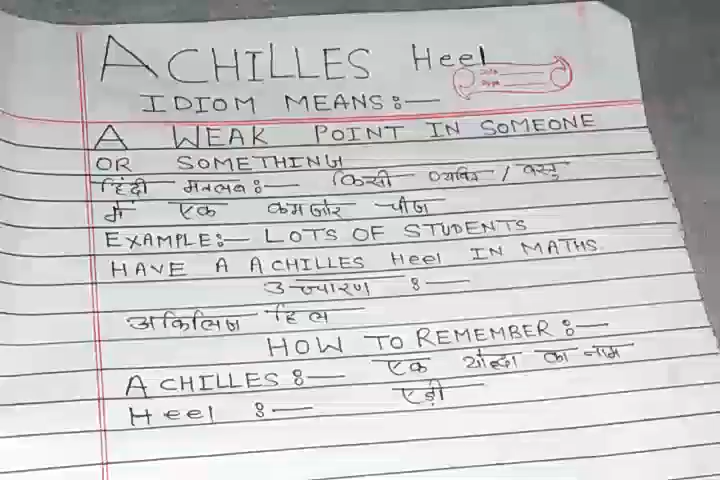 ACHILLES Heel
IDIOM MEANS:—
A WEAK POINT IN SOMEONE
OR SOMETHING
हिंदी मतलब:— किसी व्यक्ति / वस्तु
में एक कमजोर चीज
EXAMPLE:— LOTS OF STUDENTS
HAVE A ACHILLES Heel IN MATHS
उच्चारण :—
अकिलिज हिल
HOW TO REMEMBER:—
ACHILLES:— एक योद्धा का नाम
Heel :— एड़ी